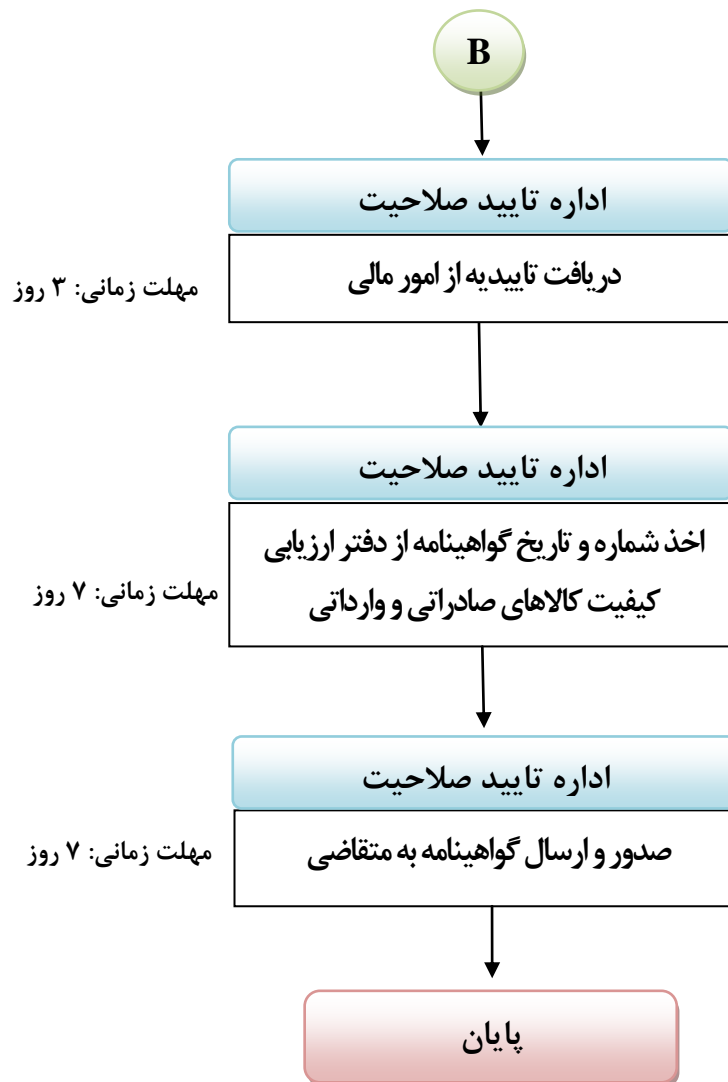 B
اداره تایید صلاحیت
دریافت تاییدیه از امور مالی
مهلت زمانی: ۳ روز
اداره تایید صلاحیت
اخذ شماره و تاریخ گواهینامه از دفتر ارزیابی
کیفیت کالاهای صادراتی و وارداتی
مهلت زمانی: ۷ روز
اداره تایید صلاحیت
صدور و ارسال گواهینامه به متقاضی
مهلت زمانی: ۷ روز
پایان